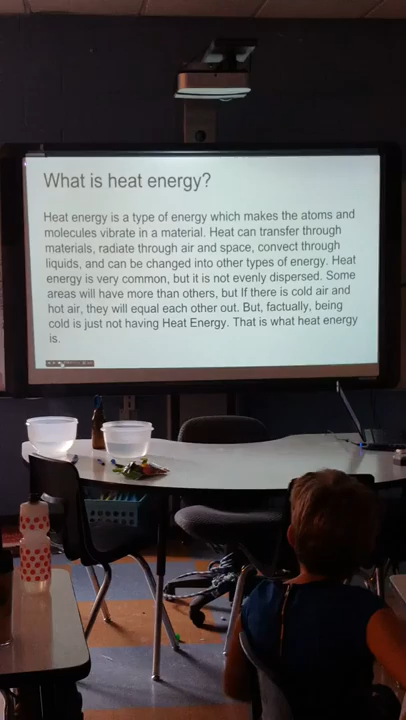 What is heat energy?
Heat energy is a type of energy which makes the atoms and
molecules vibrate in a material. Heat can transfer through
materials, radiate through air and space, convect through
liquids, and can be changed into other types of energy. Heat
energy is very common, but it is not evenly dispersed. Some
areas will have more than others, but If there is cold air and
hot air, they will equal each other out. But, factually, being
cold is just not having Heat Energy. That is what heat energy
is.